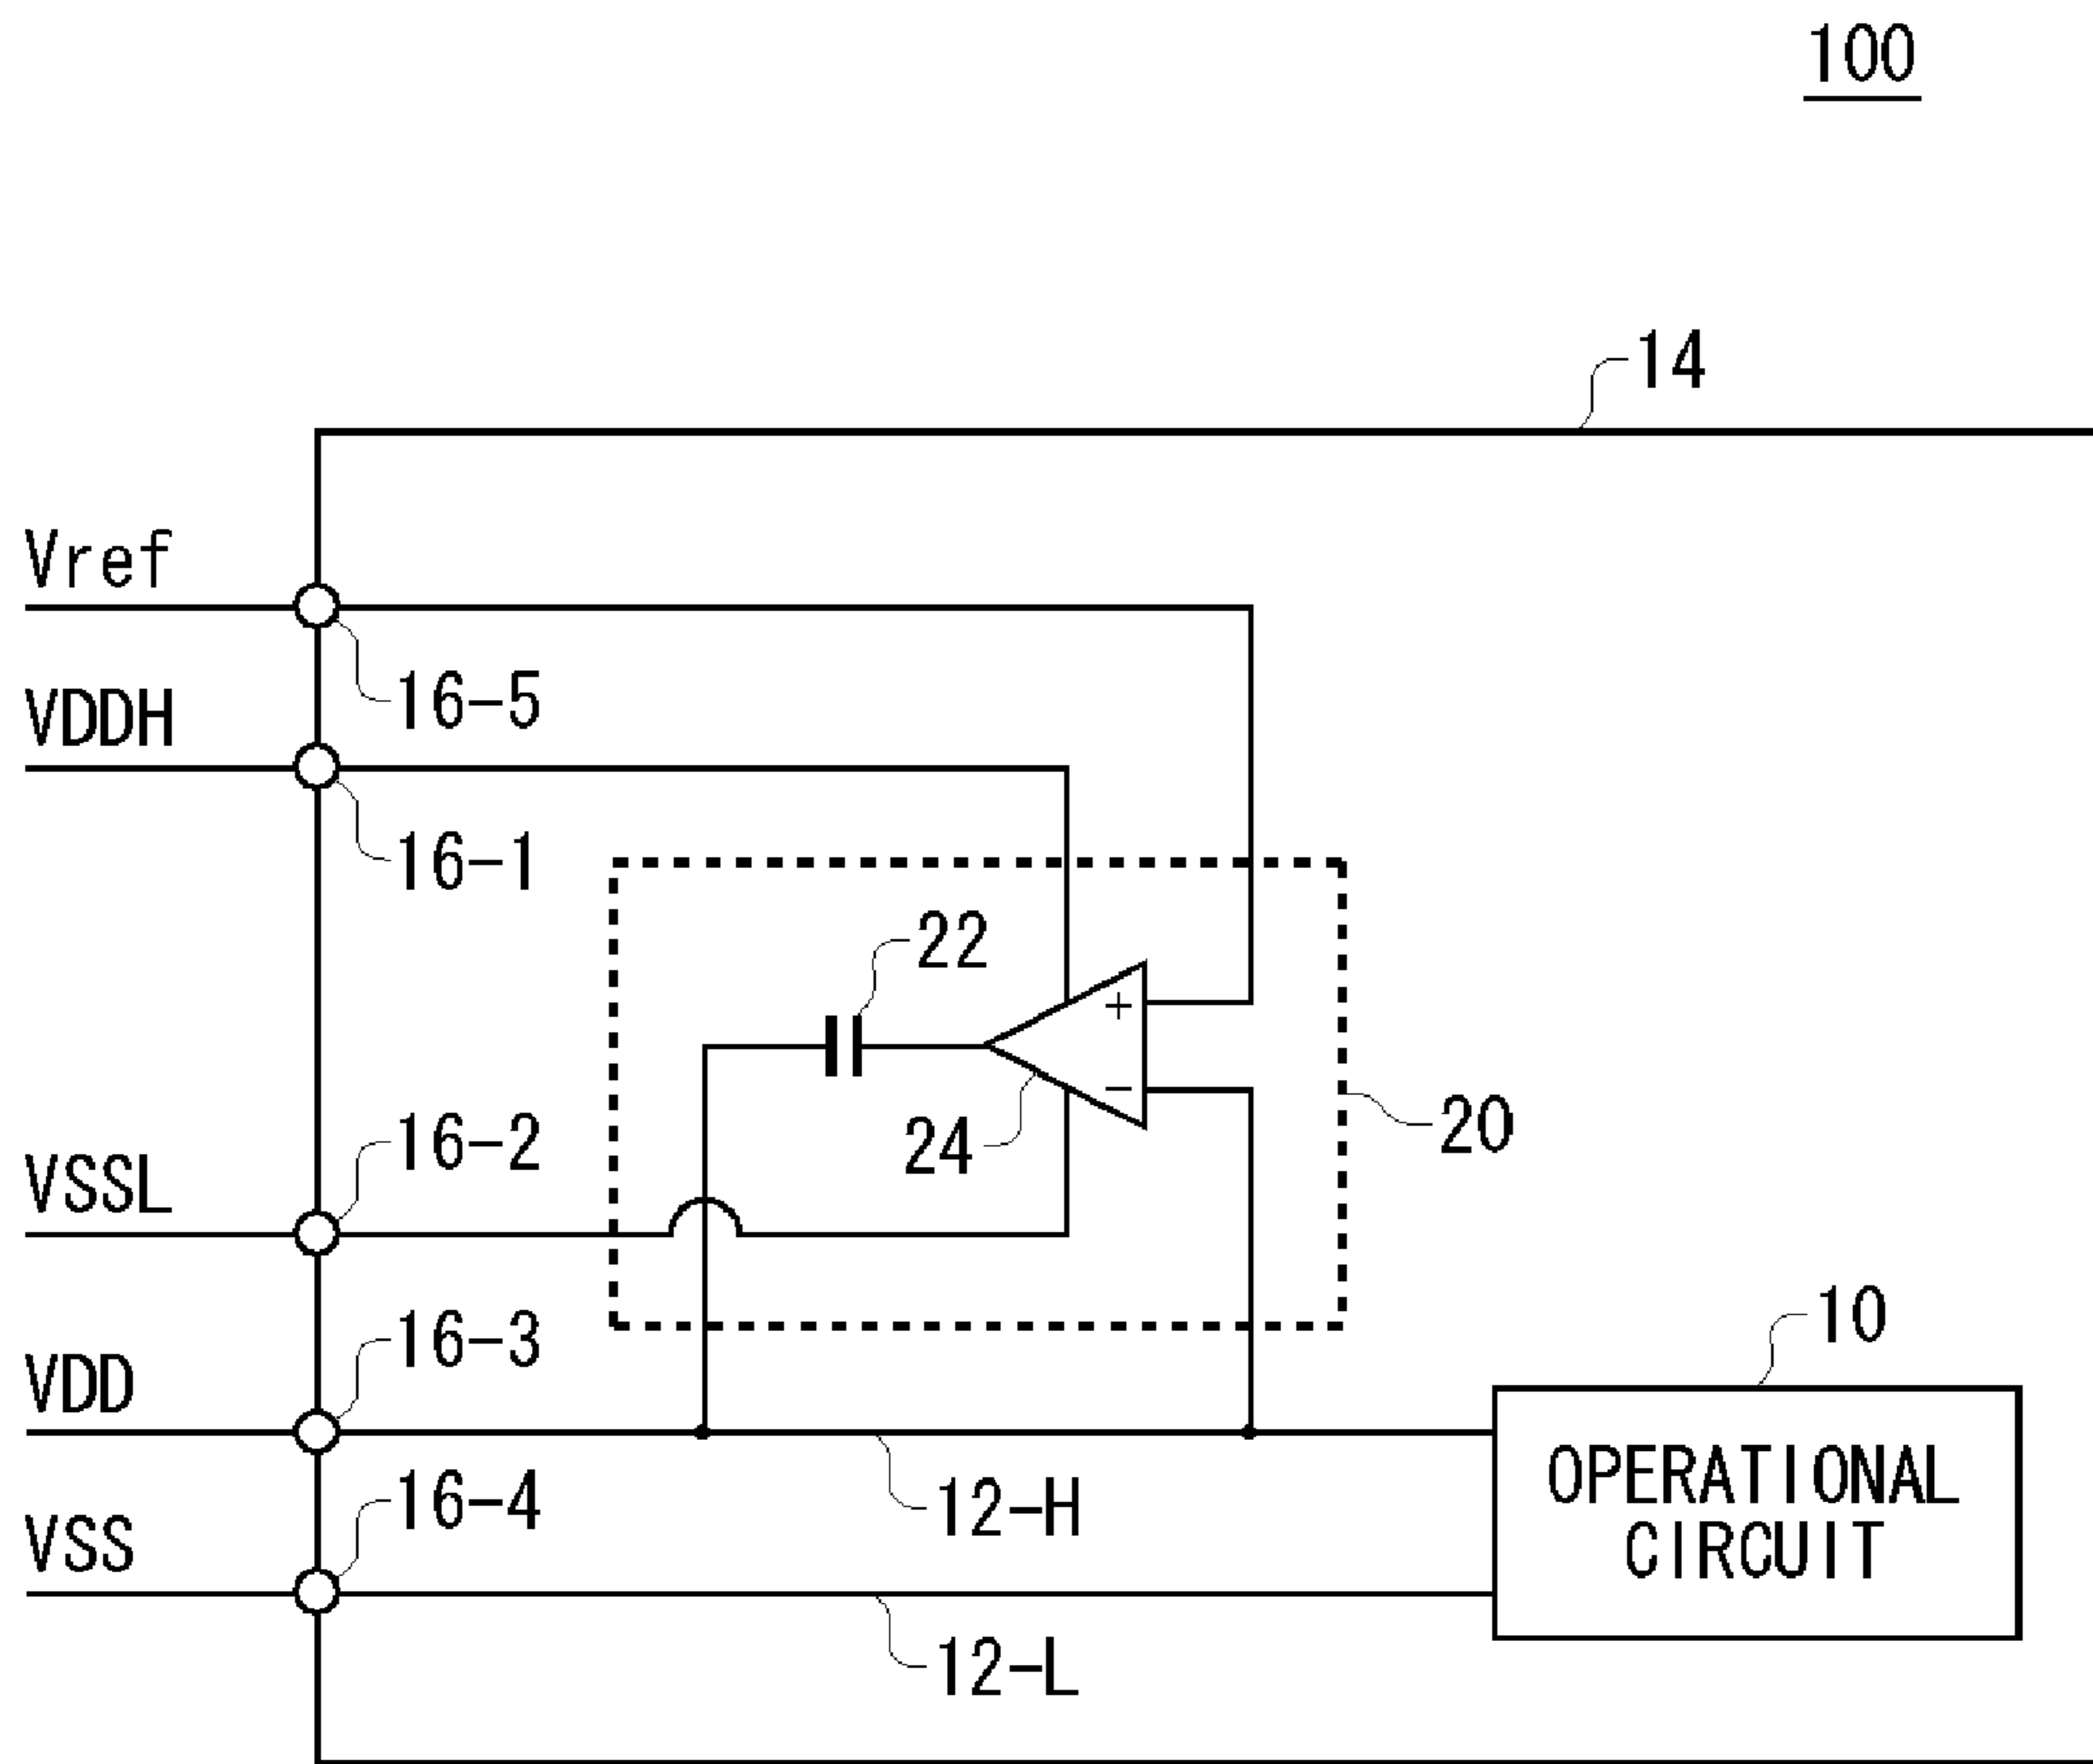 100
14
Vref
16-5
VDDH
16-1
22
+
-
24
20
16-2
VSSL
16-3
VDD
10
OPERATIONAL
CIRCUIT
16-4
12-H
VSS
12-L